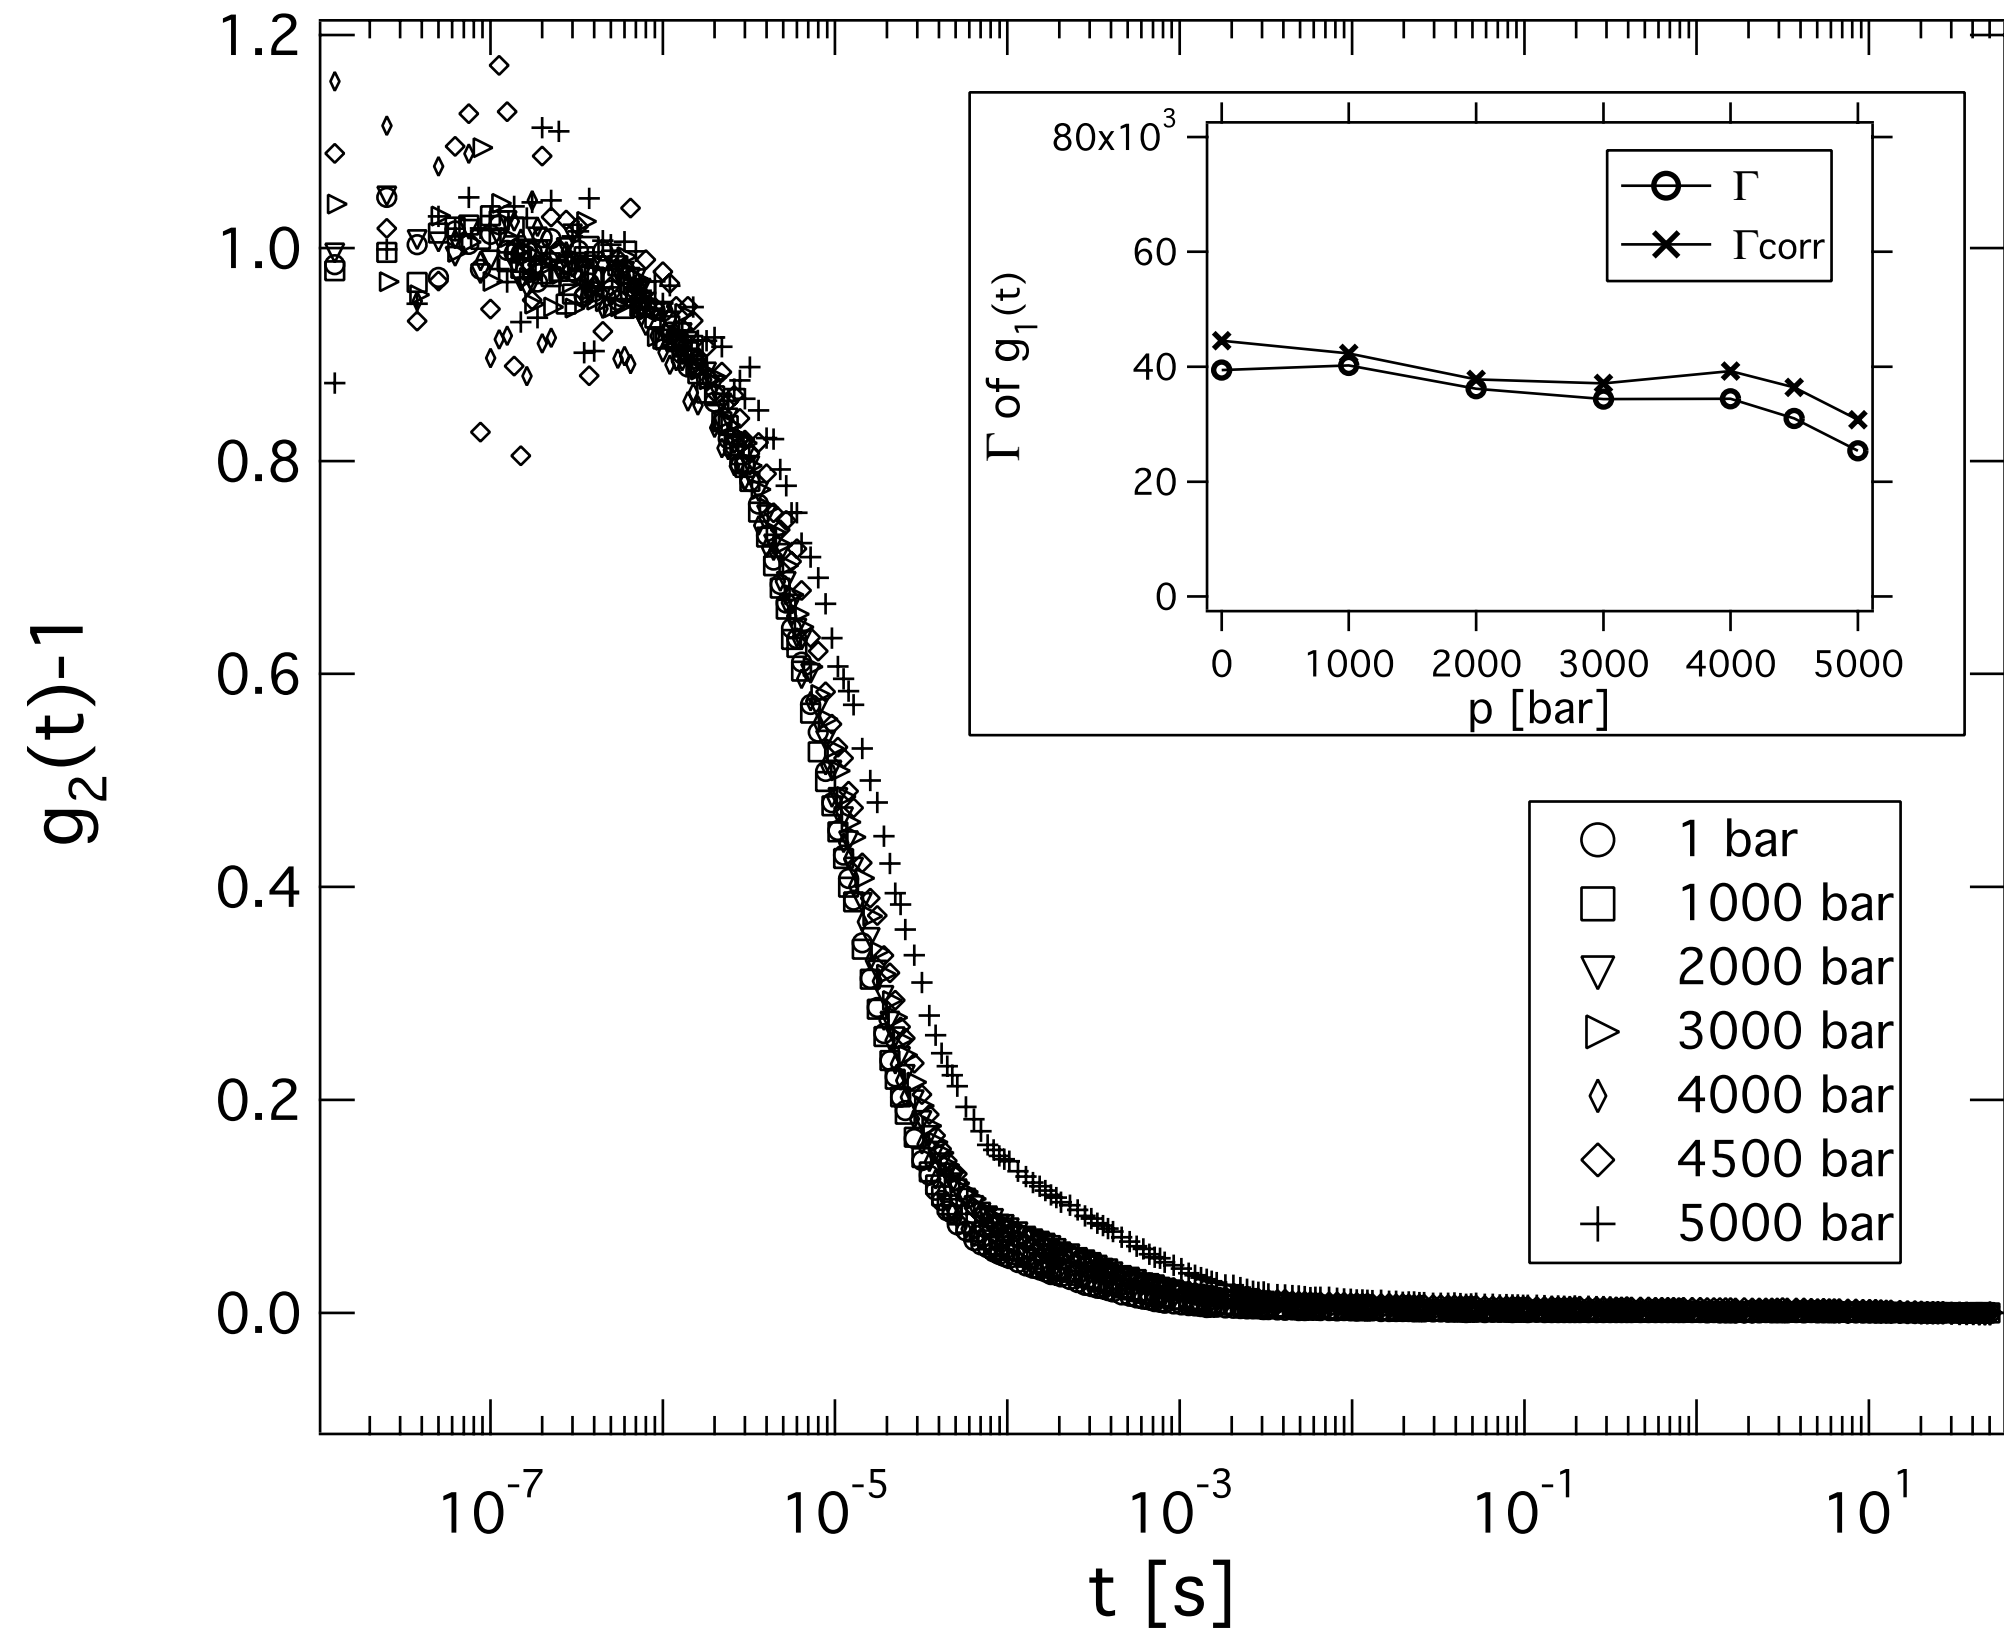 1.2
1.0
0.8
0.6
0.4
0.2
0.0
g2(t)-1
10-7
10-5
10-3
10-1
101
t [s]
80x103
60
40
20
0
Γ of g1(t)
0 1000 2000 3000 4000 5000
p [bar]
Γ
Γcorr
1 bar
1000 bar
2000 bar
3000 bar
4000 bar
4500 bar
5000 bar